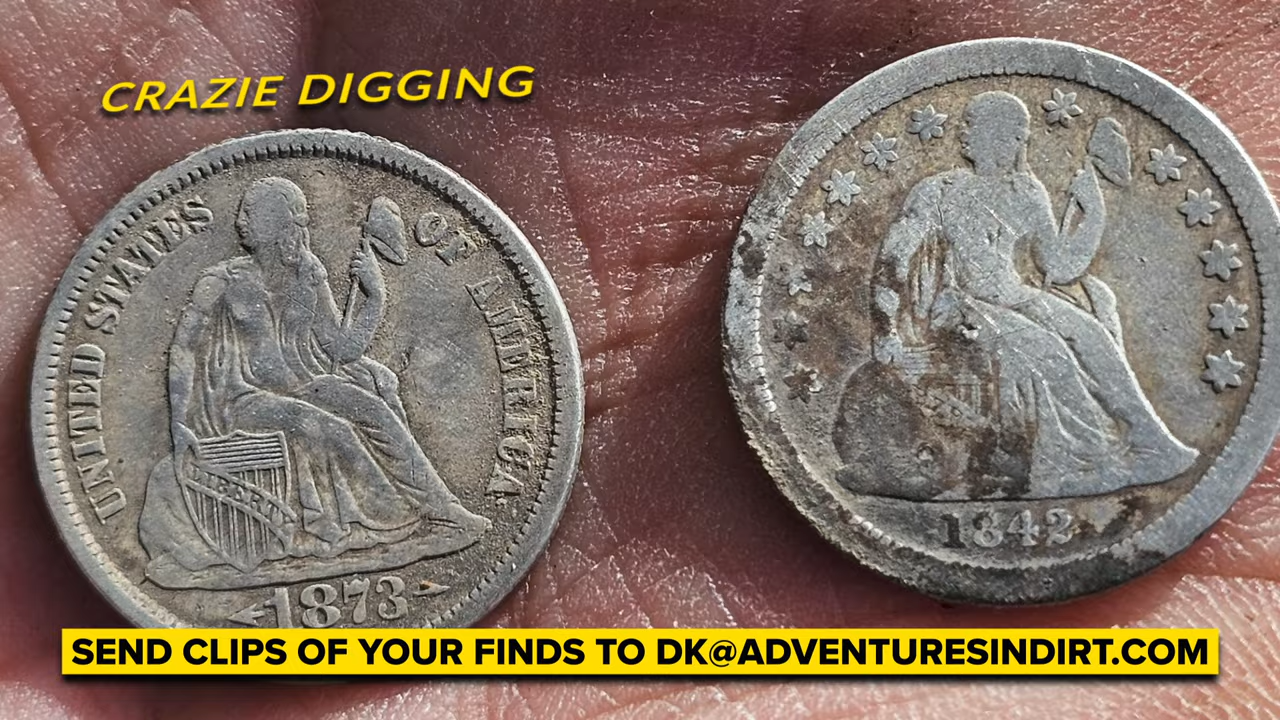 CRAZIE DIGGING
UNITED STATES OF AMERICA
LIBERTY
1873
1842
SEND CLIPS OF YOUR FINDS TO DK@ADVENTURESINDIRT.COM